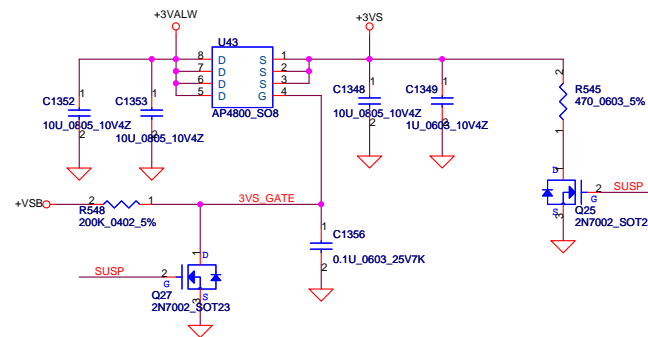 +3VALW
+3VS
U43
8 D S 1
7 D S 2
6 D S 3
5 D G 4
AP4800_SO8
C1352
1
2
10U_0805_10V4Z
C1353
1
2
10U_0805_10V4Z
C1348
1
2
10U_0805_10V4Z
C1349
1
2
1U_0603_10V4Z
2
R545
470_0603_5%
1
+VSB
2 1
R548
200K_0402_5%
3VS_GATE
1 D
2 G
S 3
SUSP
Q25
2N7002_SOT2
C1356
1
2
0.1U_0603_25V7K
SUSP
1 D
2 G
S 3
Q27
2N7002_SOT23